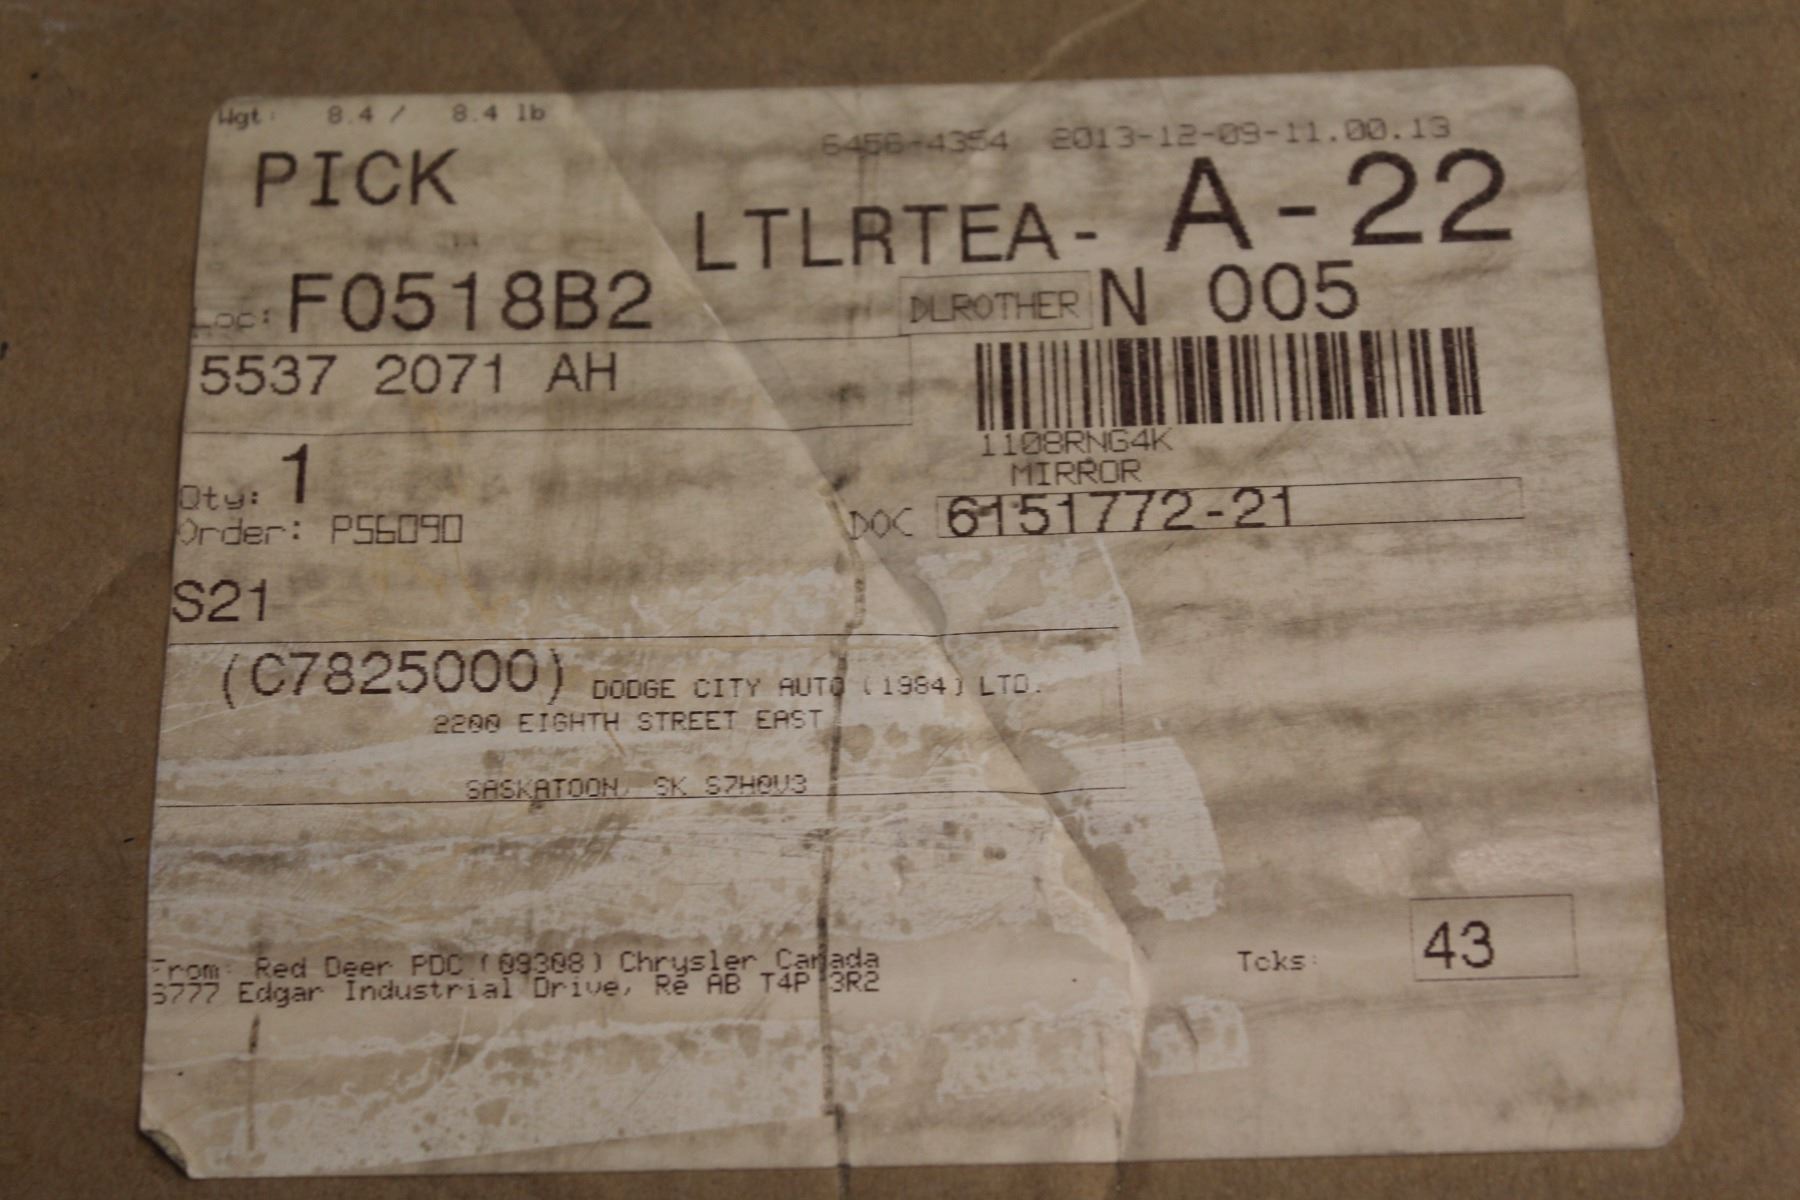 Wgt: 8.4 / 8.4 lb
6456-4354 2013-12-09-11.00.13
PICK
LTLRTEA- A-22
Loc: F0518B2
DLROTHER N 005
5537 2071 AH
1108RNG4K
MIRROR
Qty: 1
DOC 6151772-21
Order: P56090
S21
(C7825000) DODGE CITY AUTO (1984) LTD.
2200 EIGHTH STREET EAST
SASKATOON, SK S7H0V3
From: Red Deer PDC (09308) Chrysler Canada
6777 Edgar Industrial Drive, Re AB T4P 3R2
Tcks: 43